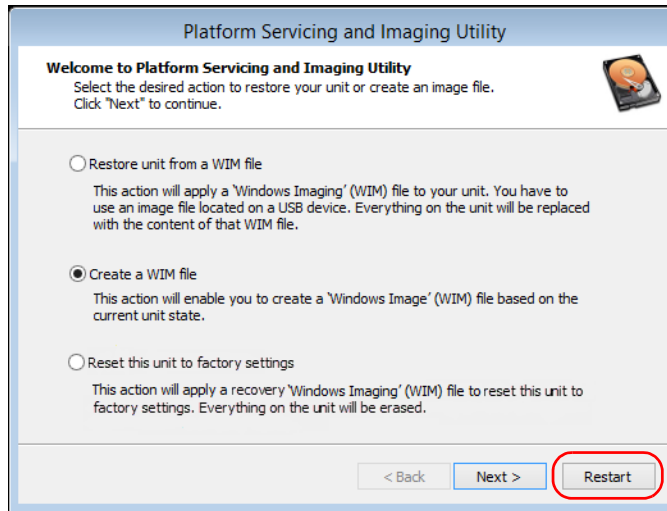 Platform Servicing and Imaging Utility
Welcome to Platform Servicing and Imaging Utility
Select the desired action to restore your unit or create an image file.
Click "Next" to continue.
Restore unit from a WIM file
This action will apply a 'Windows Imaging' (WIM) file to your unit. You have to
use an image file located on a USB device. Everything on the unit will be replaced
with the content of that WIM file.
Create a WIM file
This action will enable you to create a 'Windows Image' (WIM) file based on the
current unit state.
Reset this unit to factory settings
This action will apply a recovery 'Windows Imaging' (WIM) file to reset this unit to
factory settings. Everything on the unit will be erased.
< Back Next > Restart